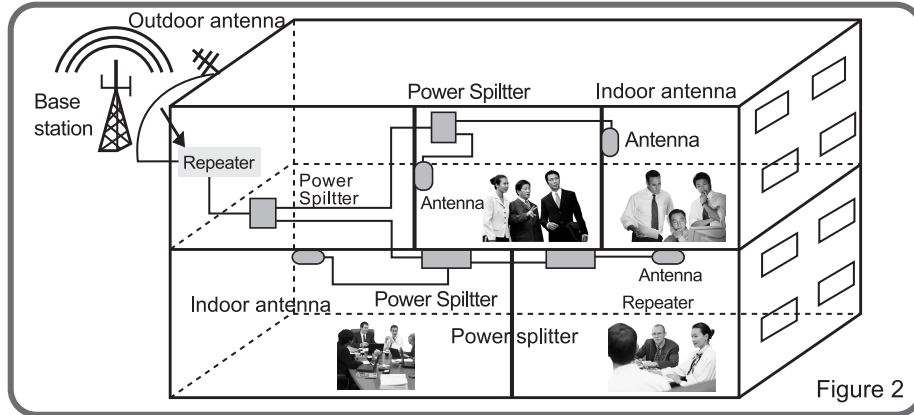 Outdoor antenna
Base
station
Repeater
Power
Spiltter
Power Spiltter
Indoor antenna
Antenna
Antenna
Indoor antenna
Power Spiltter
Antenna
Repeater
Power splitter
Figure 2